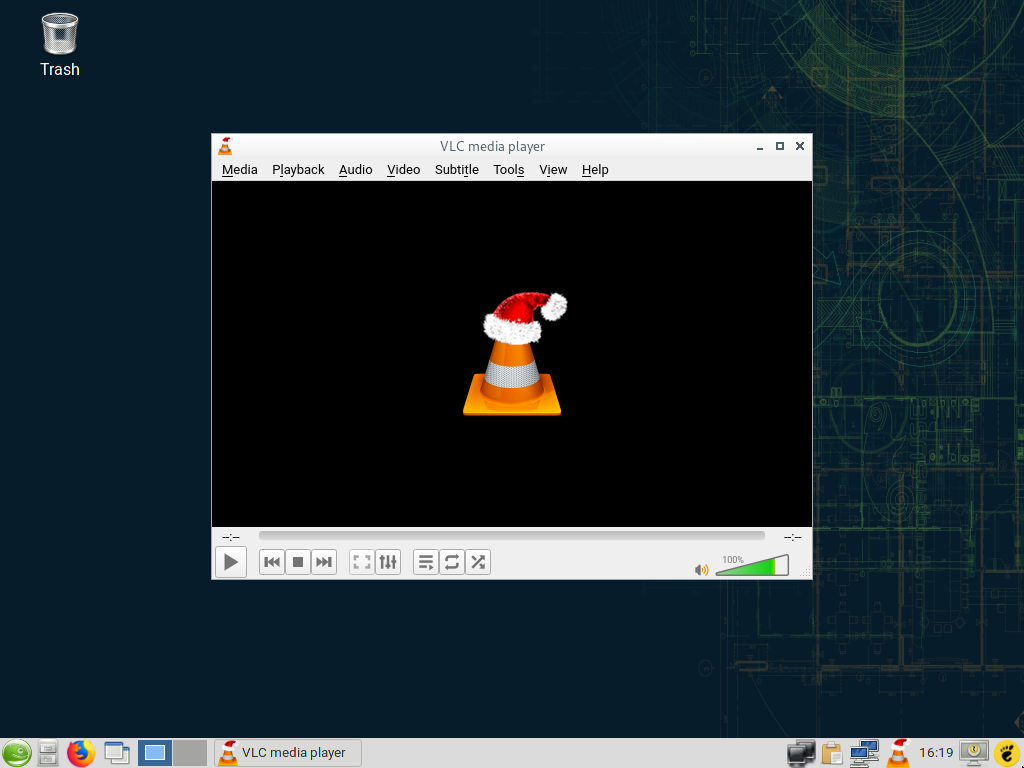 Trash
VLC media player
Media Playback Audio Video Subtitle Tools View Help
--:-- --:--
100%
VLC media player
16:19